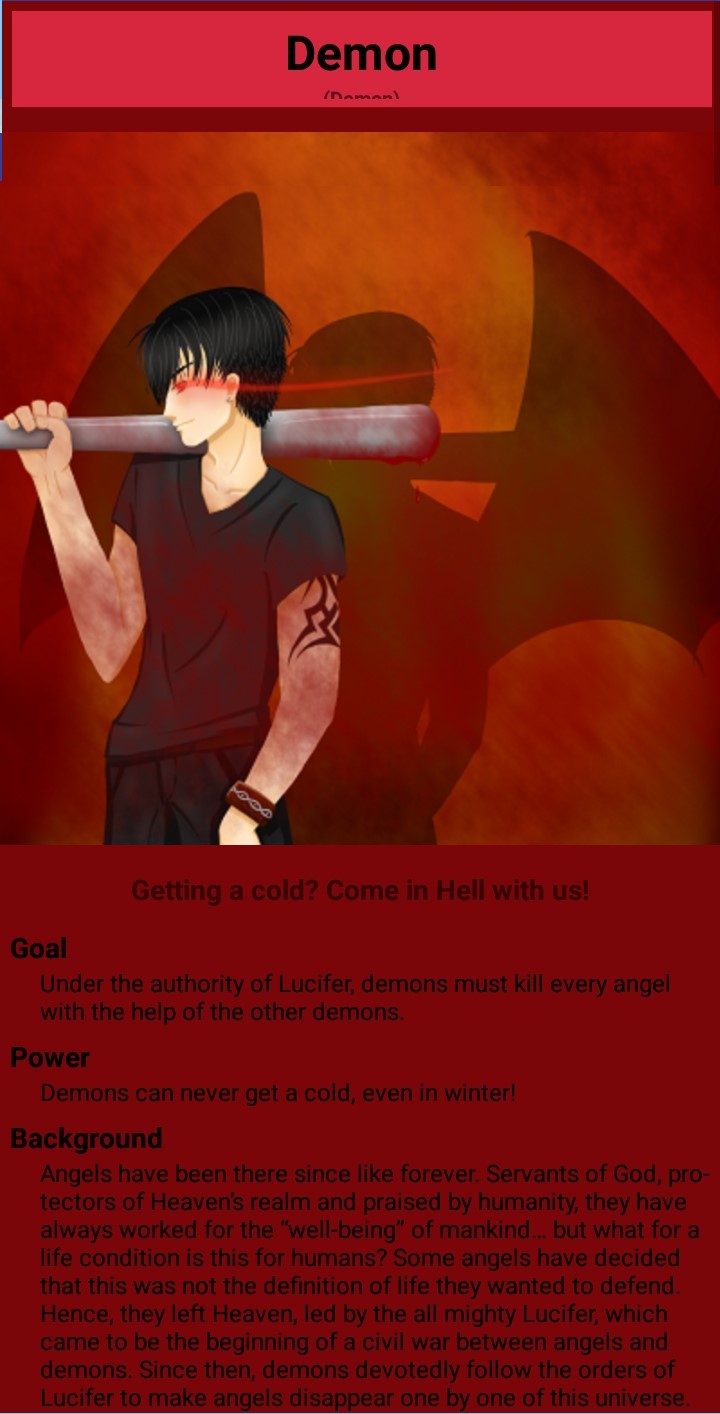 Demon
(Demon)
Getting a cold? Come in Hell with us!
Goal
Under the authority of Lucifer, demons must kill every angel
with the help of the other demons.
Power
Demons can never get a cold, even in winter!
Background
Angels have been there since like forever. Servants of God, pro-
tectors of Heaven's realm and praised by humanity, they have
always worked for the “well-being” of mankind... but what for a
life condition is this for humans? Some angels have decided
that this was not the definition of life they wanted to defend.
Hence, they left Heaven, led by the all mighty Lucifer, which
came to be the beginning of a civil war between angels and
demons. Since then, demons devotedly follow the orders of
Lucifer to make angels disappear one by one of this universe.